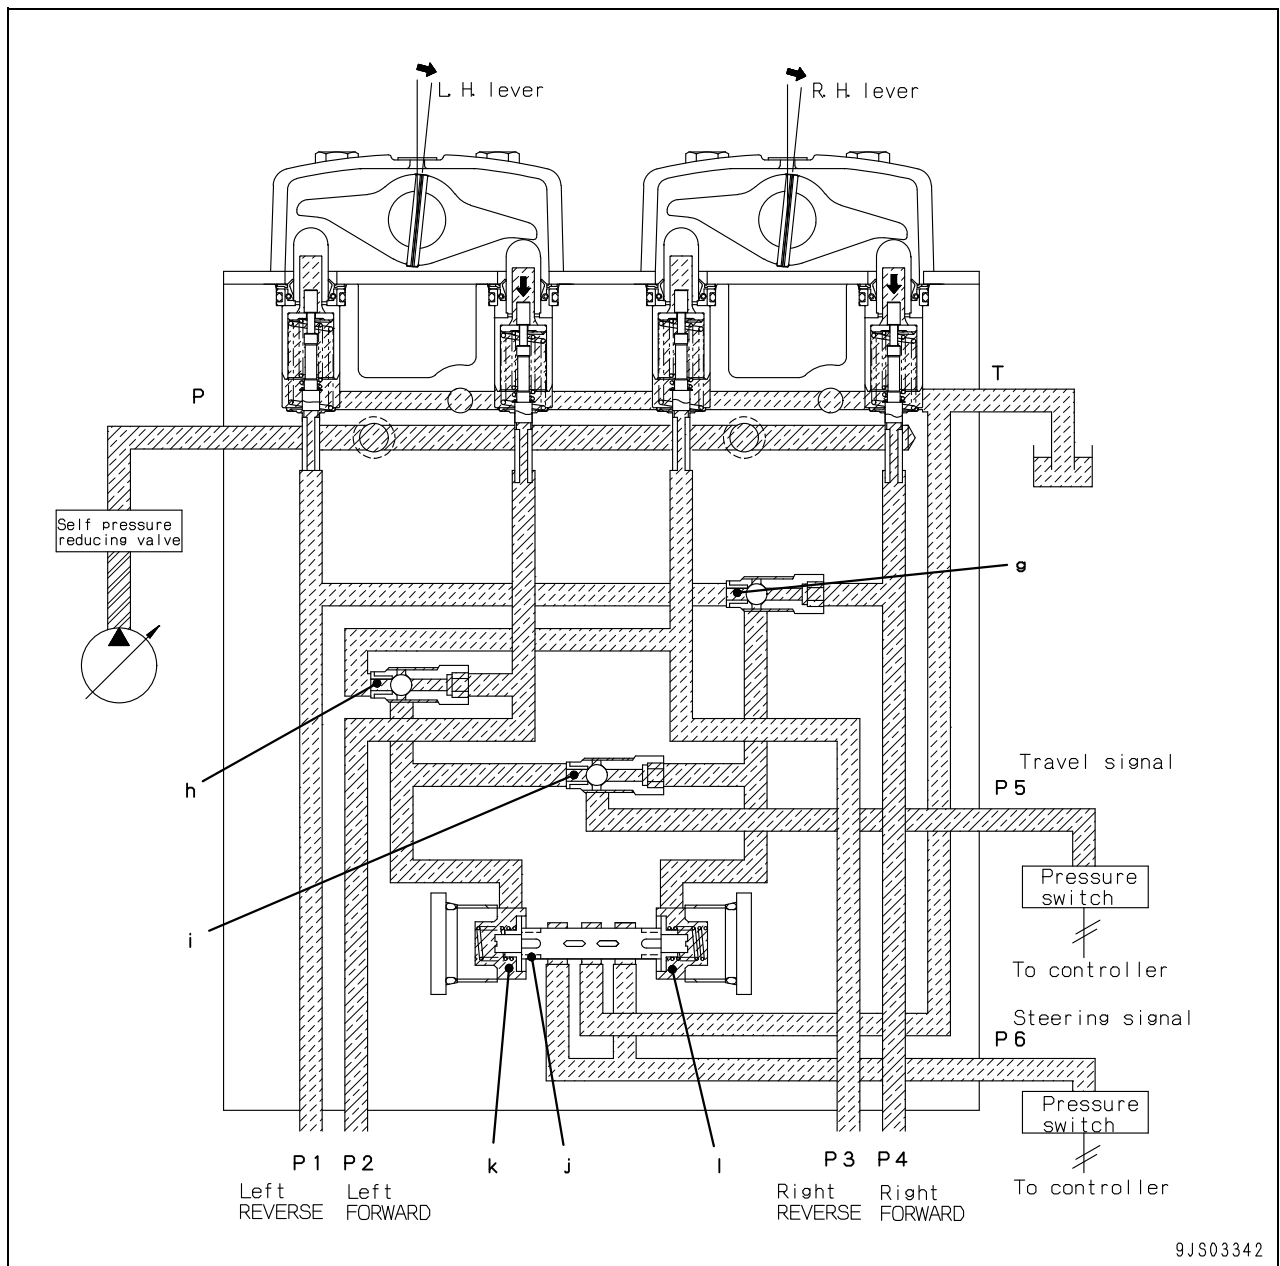 L.H. lever
R.H. lever
P
T
Self pressure
reducing valve
g
h
Travel signal
P5
i
Pressure
switch
To controller
Steering signal
P6
Pressure
switch
To controller
k
j
l
P1
P2
P3
P4
Left
REVERSE
Left
FORWARD
Right
REVERSE
Right
FORWARD
9JS03342